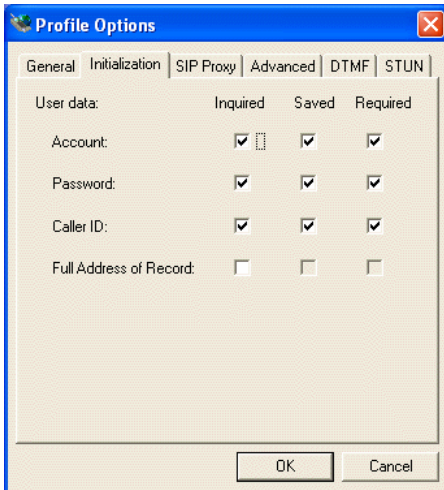 Profile Options
General Initialization SIP Proxy Advanced DTMF STUN
User data: Inquired Saved Required
Account:
Password:
Caller ID:
Full Address of Record:
OK Cancel